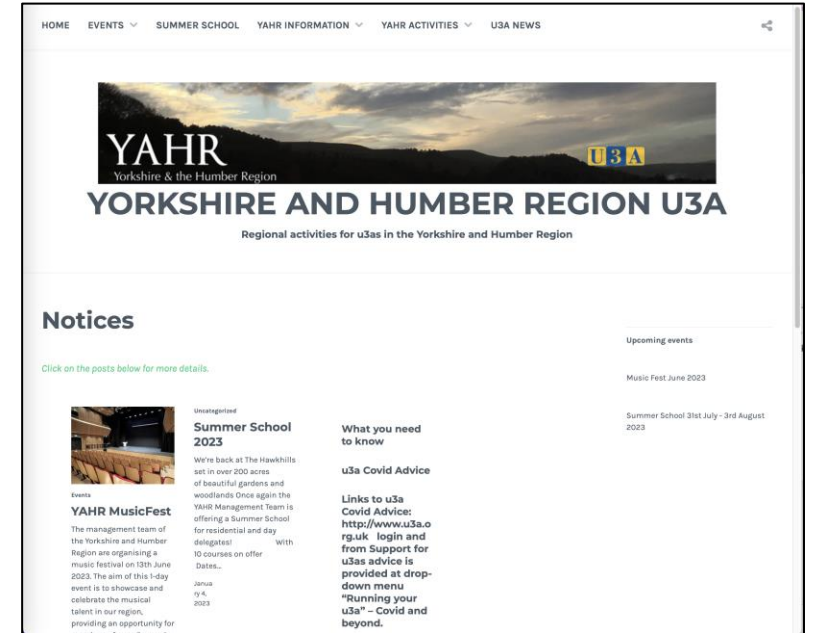 HOME EVENTS SUMMER SCHOOL YAHR INFORMATION YAHR ACTIVITIES U3A NEWS
YAHR
Yorkshire & the Humber Region
U3A
YORKSHIRE AND HUMBER REGION U3A
Regional activities for u3as in the Yorkshire and Humber Region
Notices
Click on the posts below for more details.
Events
YAHR MusicFest
The management team of
the Yorkshire and Humber
Region are organising a
music festival on 13th June
2023. The aim of this 1-day
event is to showcase and
celebrate the musical
talent in our region,
providing an opportunity for
Uncategorized
Summer School
2023
We're back at The Hawkhills
set in over 200 acres
of beautiful gardens and
woodlands Once again the
YAHR Management Team is
offering a Summer School
for residential and day
delegates! With
10 courses on offer
Dates...
Janua
ry 4,
2023
What you need
to know
u3a Covid Advice
Links to u3a
Covid Advice:
http://www.u3a.o
rg.uk login and
from Support for
u3as advice is
provided at drop-
down menu
“Running your
u3a” – Covid and
beyond.
Upcoming events
Music Fest June 2023
Summer School 31st July - 3rd August
2023